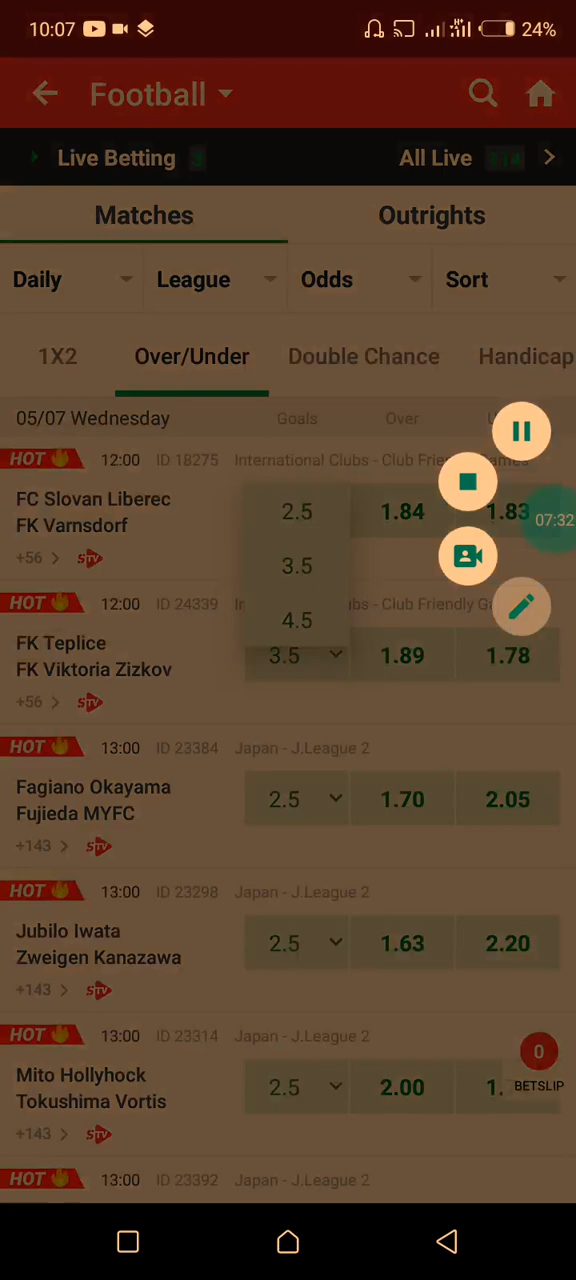 10:07 24%
Football
Live Betting All Live
Matches Outrights
Daily League Odds Sort
1X2 Over/Under Double Chance Handicap
05/07 Wednesday Goals Over
HOT 12:00 ID 18275 International Clubs - Club Friendly Games
FC Slovan Liberec
FK Varnsdorf
2.5 1.84 1.83
07:32
+56 > STV
3.5
HOT 12:00 ID 24339
4.5
FK Teplice
FK Viktoria Zizkov
3.5 1.89 1.78
+56 > STV
HOT 13:00 ID 23384 Japan - J.League 2
Fagiano Okayama
Fujieda MYFC
2.5 1.70 2.05
+143 > STV
HOT 13:00 ID 23298 Japan - J.League 2
Jubilo Iwata
Zweigen Kanazawa
2.5 1.63 2.20
+143 > STV
HOT 13:00 ID 23314 Japan - J.League 2
0
Mito Hollyhock
Tokushima Vortis
2.5 2.00 1.
BETSLIP
+143 > STV
HOT 13:00 ID 23392 Japan - J.League 2